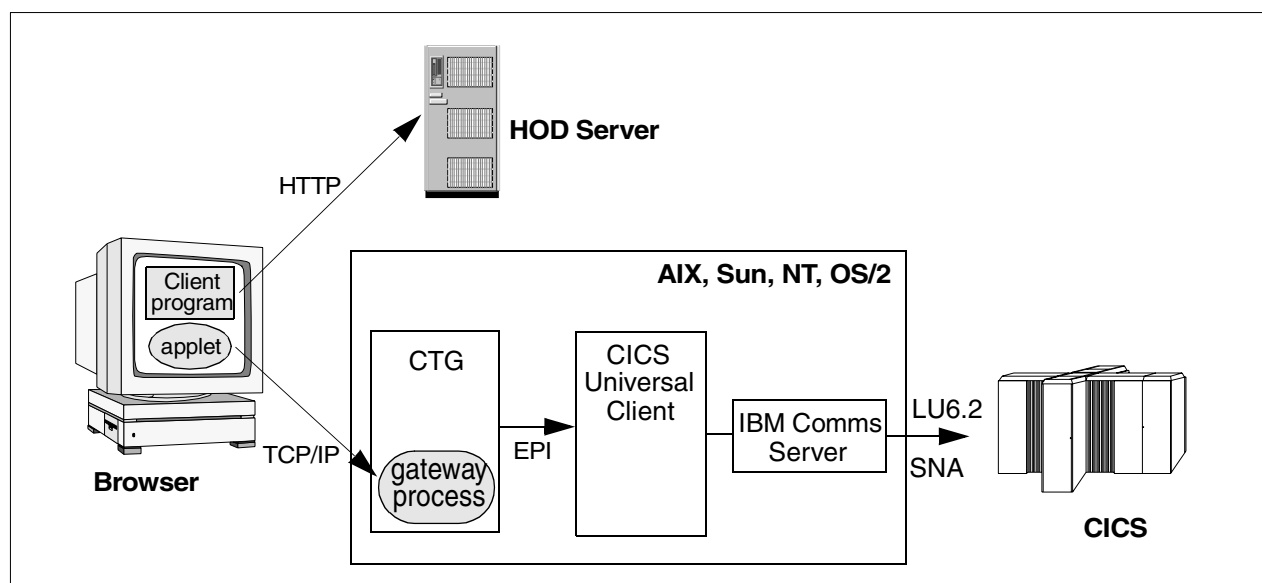 HOD Server
HTTP
Client
program
applet
Browser
TCP/IP
AIX, Sun, NT, OS/2
CTG
gateway
process
EPI
CICS
Universal
Client
IBM Comms
Server
LU6.2
SNA
CICS